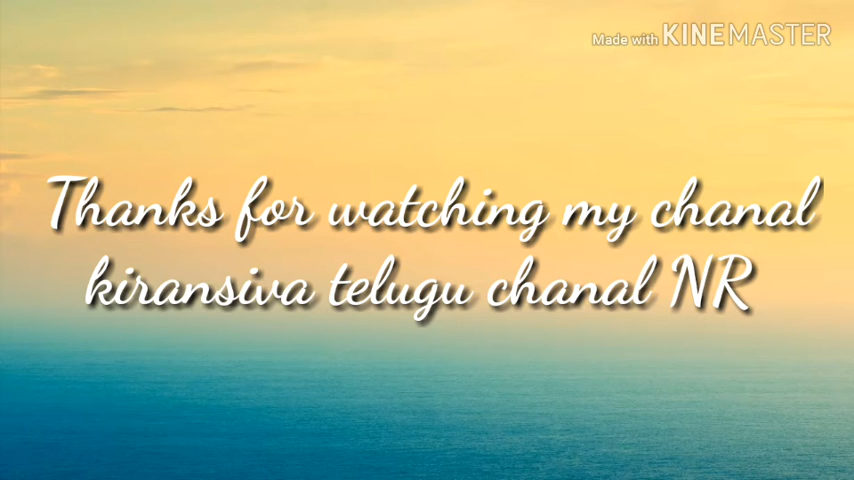 Made with KINEMASTER
Thanks for watching my chanal
kiransiva telugu chanal NR